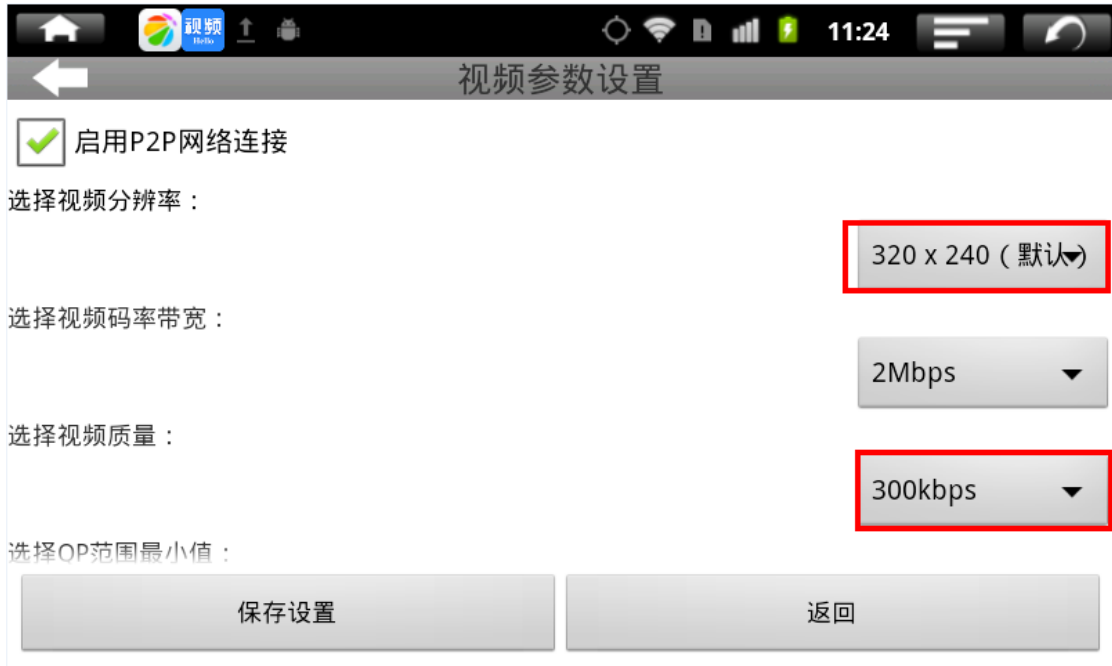 视频
Hello
11:24
视频参数设置
启用P2P网络连接
选择视频分辨率：
320 x 240（默认）
选择视频码率带宽：
2Mbps
选择视频质量：
300kbps
选择QP范围最小值：
保存设置
返回